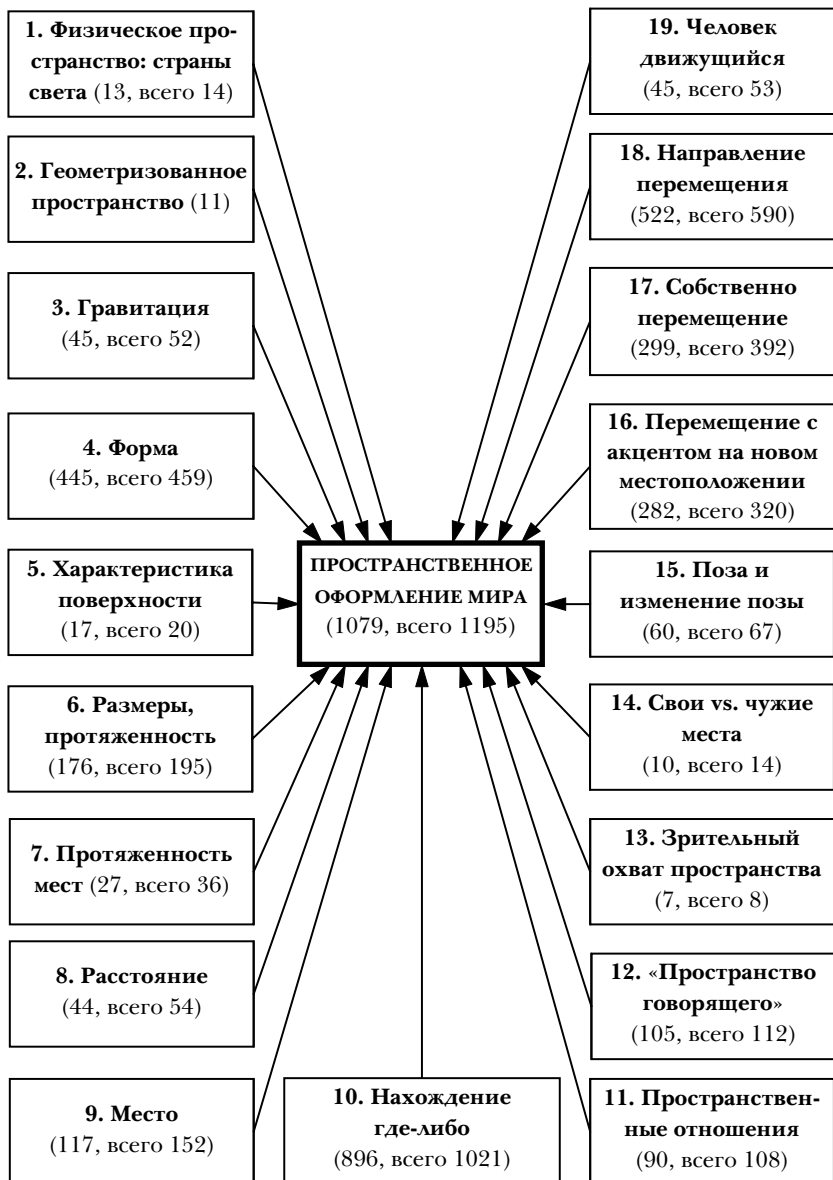 1. Физическое про-
странство: страны
света (13, всего 14)
2. Геометризованное
пространство (11)
3. Гравитация
(45, всего 52)
4. Форма
(445, всего 459)
5. Характеристика
поверхности
(17, всего 20)
6. Размеры,
протяженность
(176, всего 195)
7. Протяженность
мест (27, всего 36)
8. Расстояние
(44, всего 54)
9. Место
(117, всего 152)
10. Нахождение
где-либо
(896, всего 1021)
ПРОСТРАНСТВЕННОЕ
ОФОРМЛЕНИЕ МИРА
(1079, всего 1195)
19. Человек
движущийся
(45, всего 53)
18. Направление
перемещения
(522, всего 590)
17. Собственно
перемещение
(299, всего 392)
16. Перемещение с
акцентом на новом
местоположении
(282, всего 320)
15. Поза и
изменение позы
(60, всего 67)
14. Свои vs. чужие
места
(10, всего 14)
13. Зрительный
охват пространства
(7, всего 8)
12. «Пространство
говорящего»
(105, всего 112)
11. Пространствен-
ные отношения
(90, всего 108)